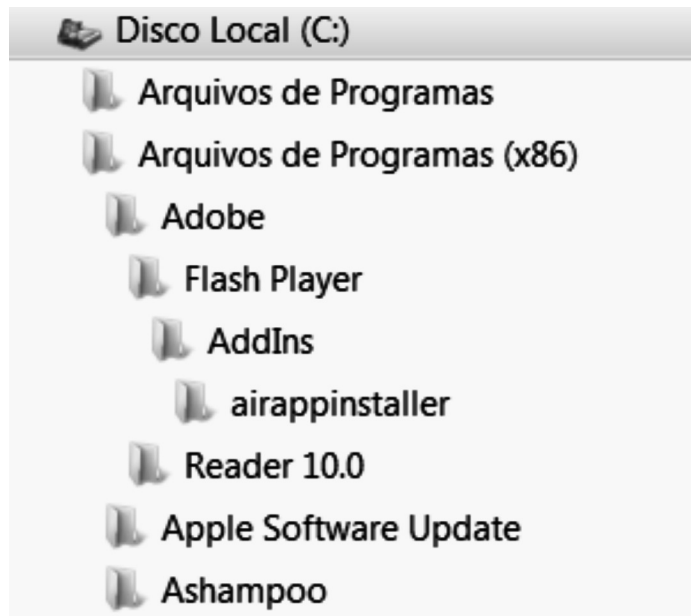 Disco Local (C:)
Arquivos de Programas
Arquivos de Programas (x86)
Adobe
Flash Player
AddIns
airappinstaller
Reader 10.0
Apple Software Update
Ashampoo